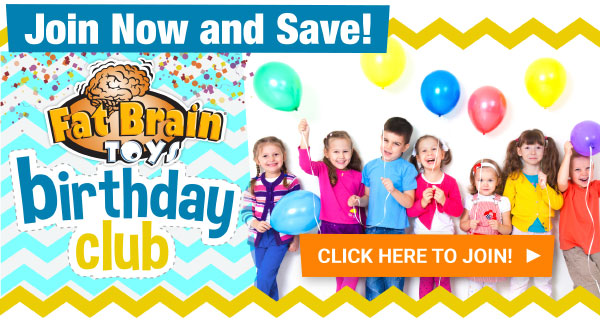 Join Now and Save!
Fat Brain
TOYS
birthday
club
CLICK HERE TO JOIN!